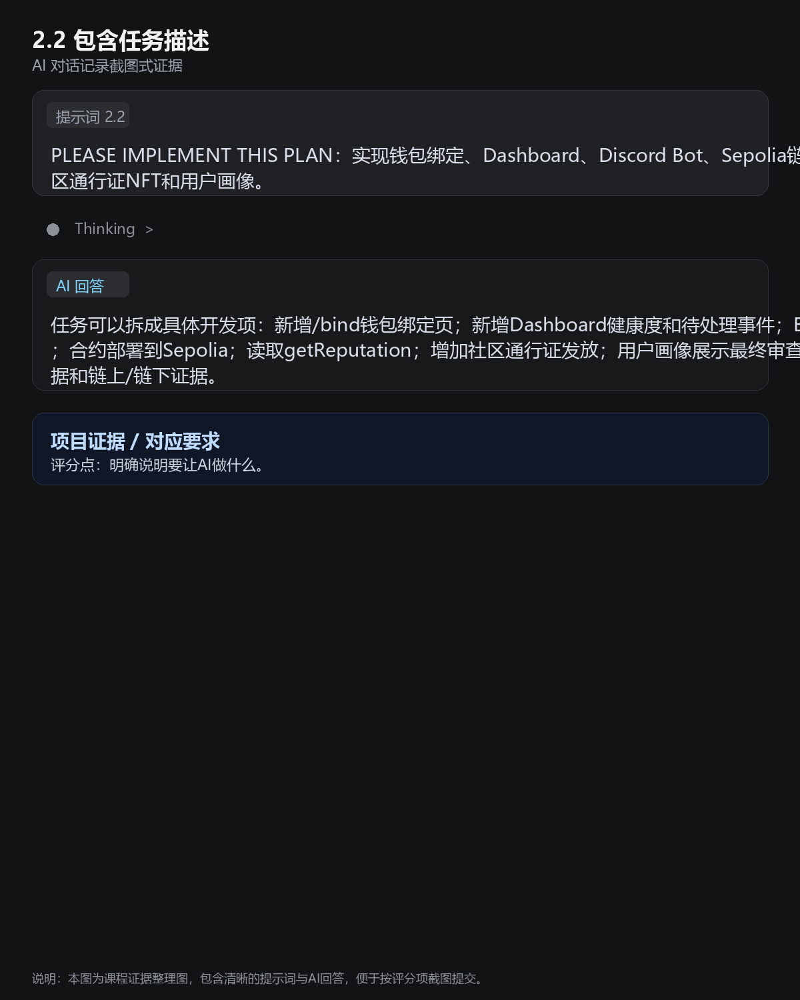 2.2 包含任务描述
AI 对话记录截图式证据
提示词 2.2
PLEASE IMPLEMENT THIS PLAN：实现钱包绑定、Dashboard、Discord Bot、Sepolia链
区通行证NFT和用户画像。
Thinking >
AI 回答
任务可以拆成具体开发项：新增/bind钱包绑定页；新增Dashboard健康度和待处理事件；
；合约部署到Sepolia；读取getReputation；增加社区通行证发放；用户画像展示最终审查
据和链上/链下证据。
项目证据 / 对应要求
评分点：明确说明要让AI做什么。
说明：本图为课程证据整理图，包含清晰的提示词与AI回答，便于按评分项截图提交。